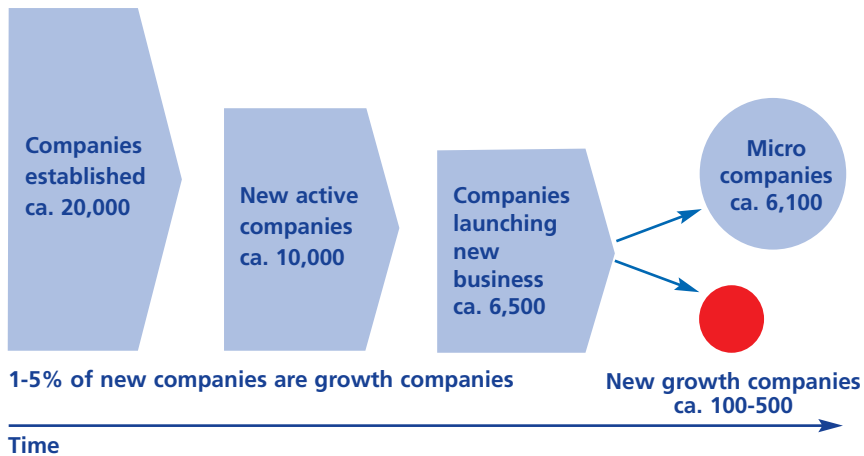 Companies
established
ca. 20,000
New active
companies
ca. 10,000
Companies
launching
new
business
ca. 6,500
Micro
companies
ca. 6,100
1-5% of new companies are growth companies
New growth companies
ca. 100-500
Time